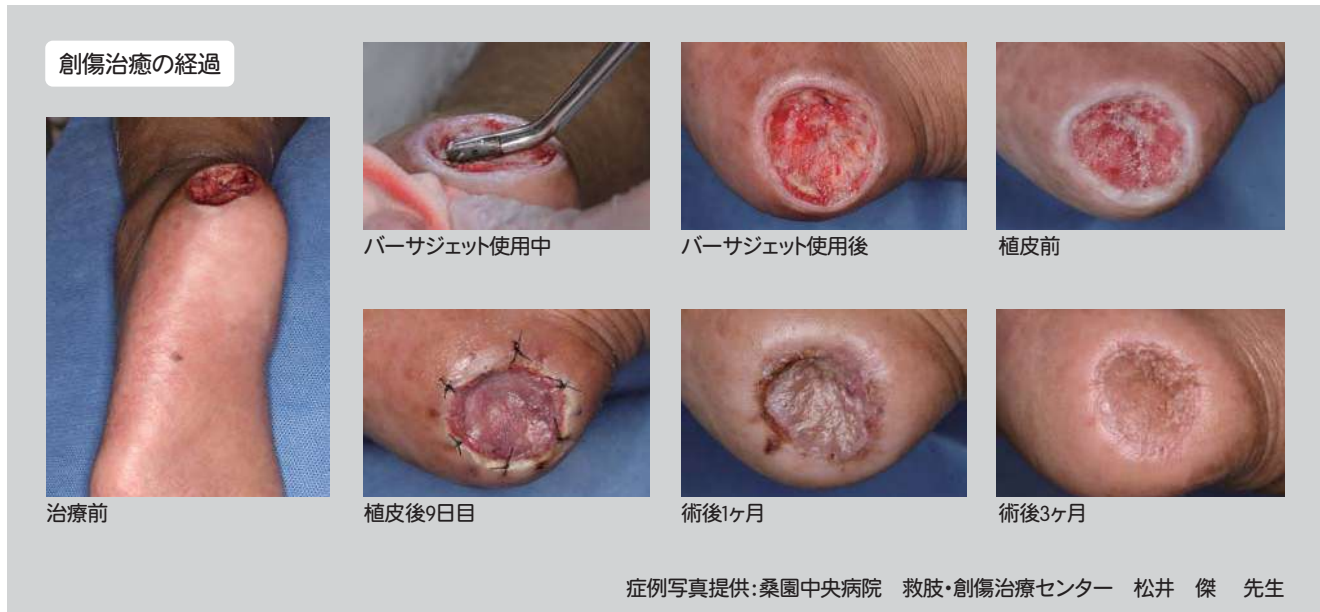 創傷治癒の経過
バーサジェット使用中
バーサジェット使用後
植皮前
治療前
植皮後9日目
術後1ヶ月
術後3ヶ月
症例写真提供：桑園中央病院　救肢・創傷治療センター　松井　傑　先生